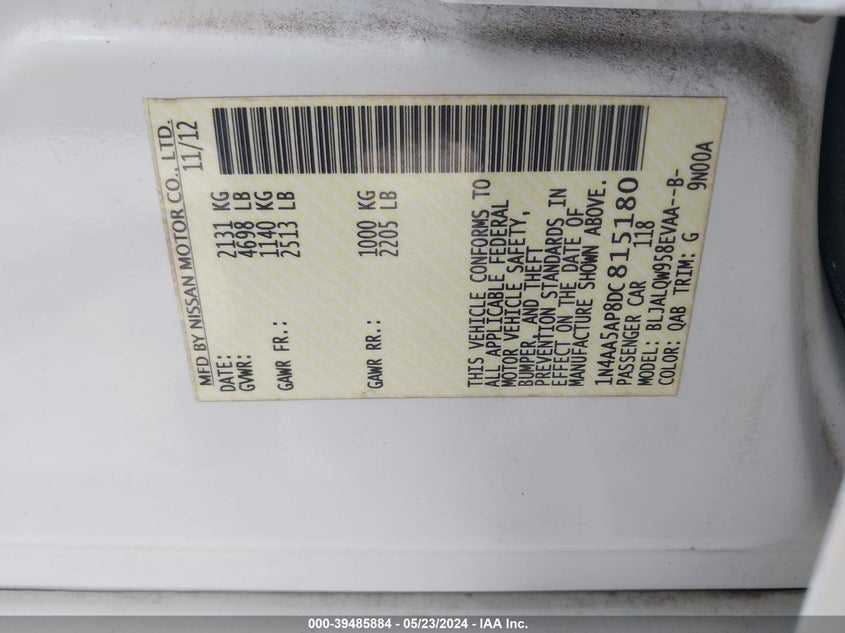 MFD BY NISSAN MOTOR CO., LTD.
DATE: 11/12
GVWR: 2131 KG
4698 LB
GAWR FR.: 1140 KG
2513 LB
GAWR RR.: 1000 KG
2205 LB
THIS VEHICLE CONFORMS TO
ALL APPLICABLE FEDERAL
MOTOR VEHICLE SAFETY,
BUMPER, AND THEFT
PREVENTION STANDARDS IN
EFFECT ON THE DATE OF
MANUFACTURE SHOWN ABOVE.
1N4AA5AP8DC815180
PASSENGER CAR 118
MODEL: BLJALQW958EVAA--B-
COLOR: QAB TRIM: G 9N00A
000-39485884 / 05/23/2024 - IAA Inc.